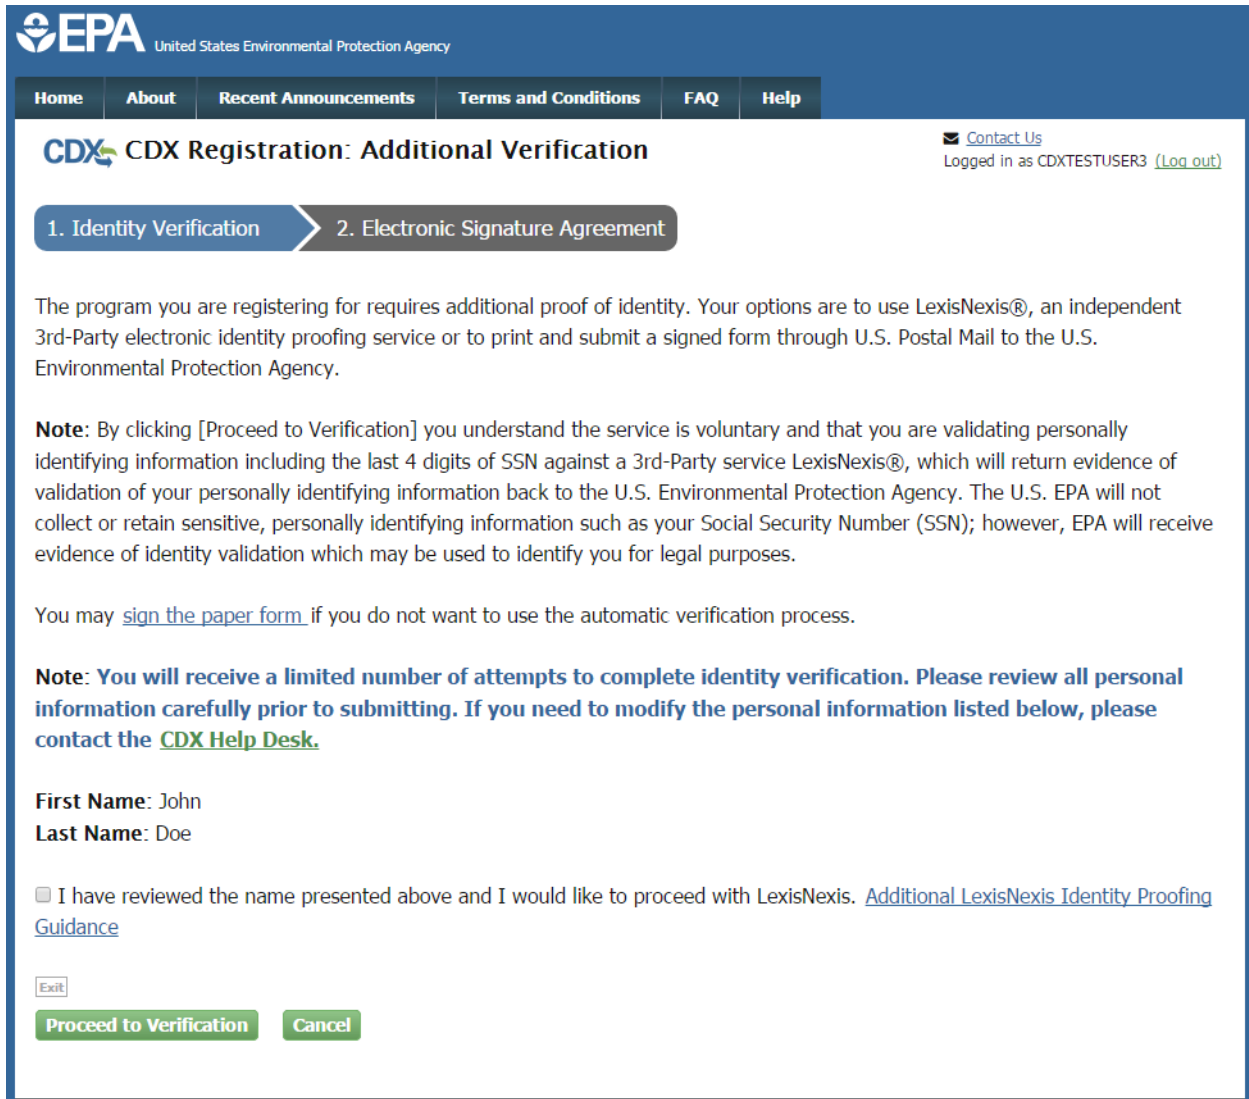 EPA United States Environmental Protection Agency
Home About Recent Announcements Terms and Conditions FAQ Help
CDX CDX Registration: Additional Verification
Contact Us
Logged in as CDXTESTUSER3 (Log out)
1. Identity Verification 2. Electronic Signature Agreement
The program you are registering for requires additional proof of identity. Your options are to use LexisNexis®, an independent
3rd-Party electronic identity proofing service or to print and submit a signed form through U.S. Postal Mail to the U.S.
Environmental Protection Agency.
Note: By clicking [Proceed to Verification] you understand the service is voluntary and that you are validating personally
identifying information including the last 4 digits of SSN against a 3rd-Party service LexisNexis®, which will return evidence of
validation of your personally identifying information back to the U.S. Environmental Protection Agency. The U.S. EPA will not
collect or retain sensitive, personally identifying information such as your Social Security Number (SSN); however, EPA will receive
evidence of identity validation which may be used to identify you for legal purposes.
You may sign the paper form if you do not want to use the automatic verification process.
Note: You will receive a limited number of attempts to complete identity verification. Please review all personal
information carefully prior to submitting. If you need to modify the personal information listed below, please
contact the CDX Help Desk.
First Name: John
Last Name: Doe
I have reviewed the name presented above and I would like to proceed with LexisNexis. Additional LexisNexis Identity Proofing
Guidance
Exit
Proceed to Verification Cancel